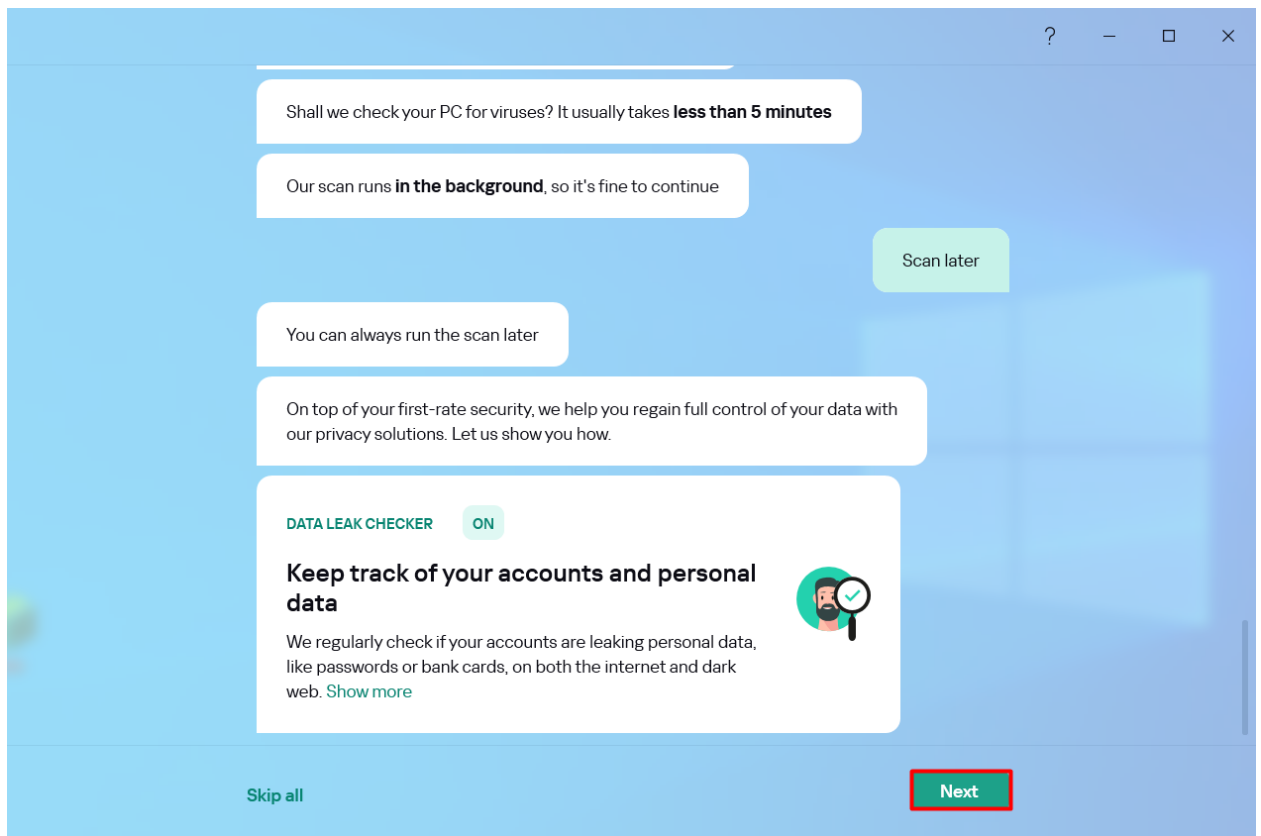 Shall we check your PC for viruses? It usually takes less than 5 minutes
Our scan runs in the background, so it's fine to continue
Scan later
You can always run the scan later
On top of your first-rate security, we help you regain full control of your data with
our privacy solutions. Let us show you how.
DATA LEAK CHECKER ON
Keep track of your accounts and personal
data
We regularly check if your accounts are leaking personal data,
like passwords or bank cards, on both the internet and dark
web. Show more
Skip all
Next